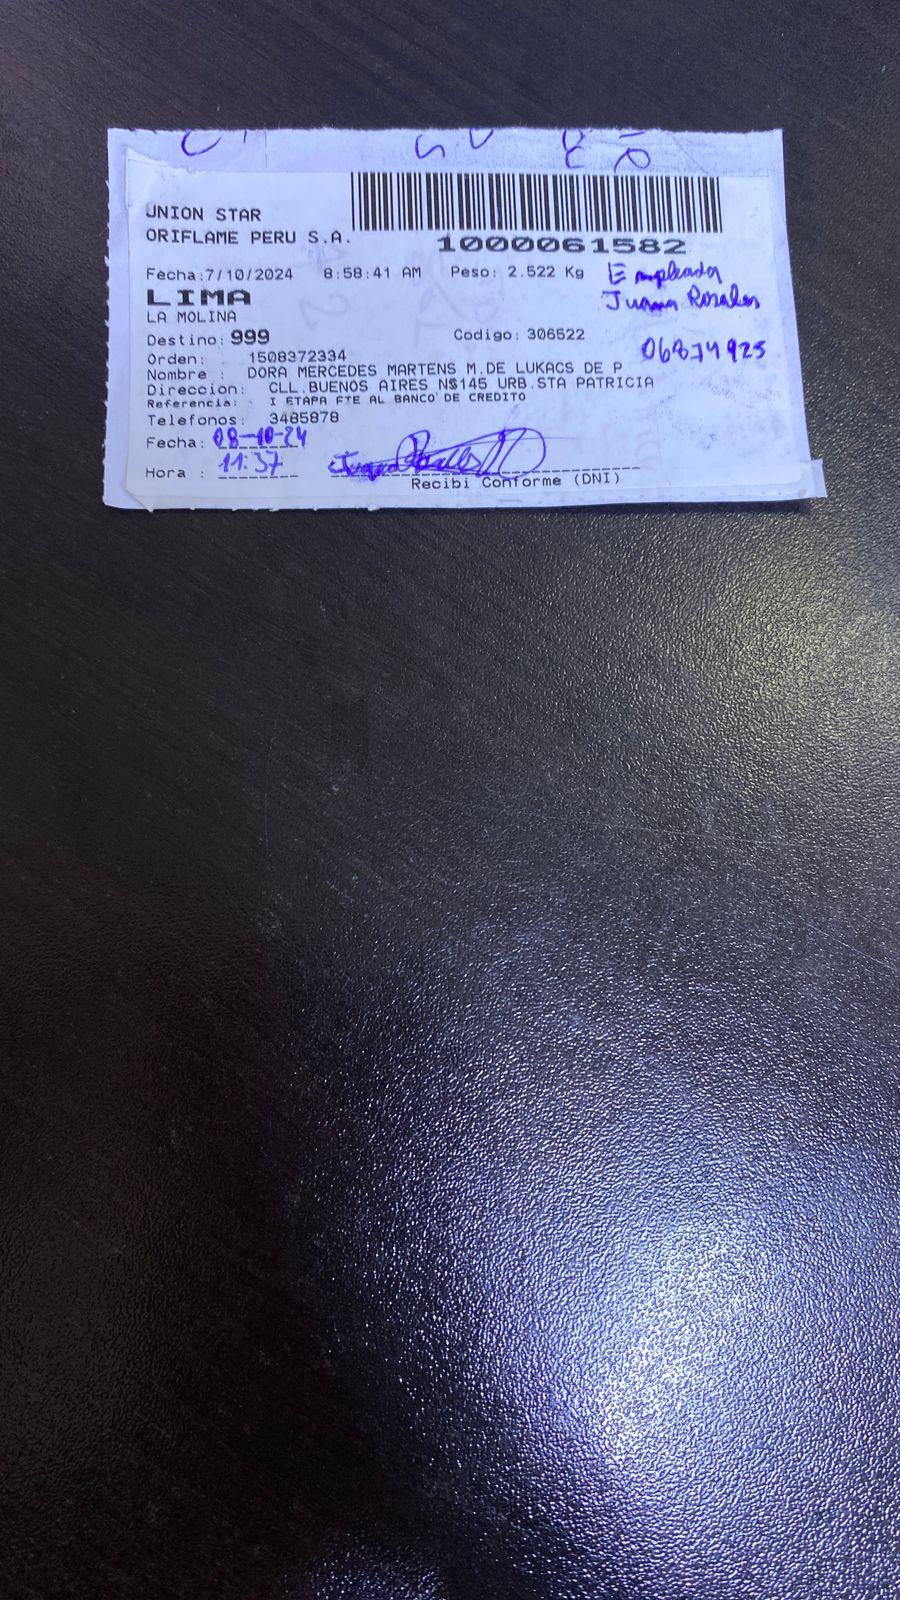 UNION STAR
ORIFLAME PERU S.A.
1000061582
Fecha:7/10/2024 8:58:41 AM Peso: 2.522 Kg
Empleada
LIMA
Juana Rosales
LA MOLINA
Destino: 999 Codigo: 306522
Orden: 1508372334
Nombre : DORA MERCEDES MARTENS M.DE LUKACS DE P
Direccion: CLL.BUENOS AIRES N$145 URB.STA PATRICIA
Referencia: I ETAPA FTE AL BANCO DE CREDITO
Telefonos: 3485878
Fecha: 08-10-24
Hora : 11:37
Recibi Conforme (DNI)